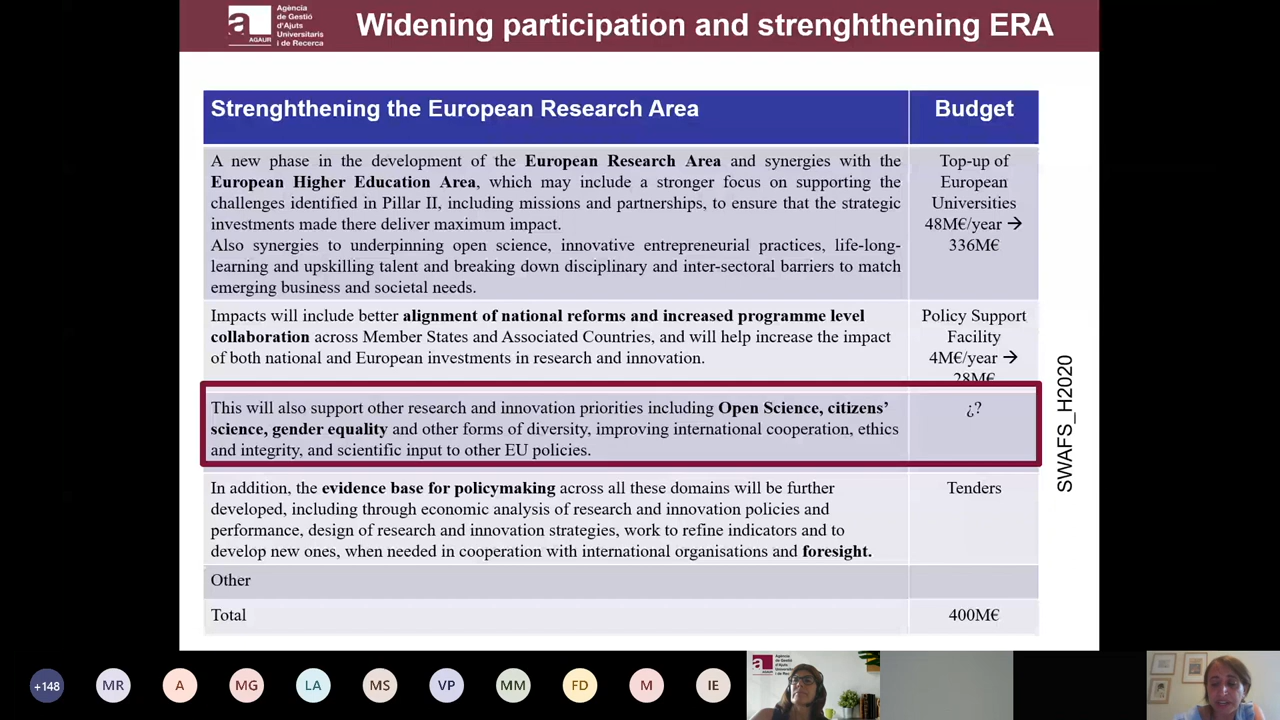 Agència
de Gestió
d'Ajuts
Universitaris
i de Recerca
a
AGAUR
Widening participation and strenghthening ERA
Strenghthening the European Research Area
Budget
A new phase in the development of the European Research Area and synergies with the
European Higher Education Area, which may include a stronger focus on supporting the
challenges identified in Pillar II, including missions and partnerships, to ensure that the strategic
investments made there deliver maximum impact.
Also synergies to underpinning open science, innovative entrepreneurial practices, life-long-
learning and upskilling talent and breaking down disciplinary and inter-sectoral barriers to match
emerging business and societal needs.
Top-up of
European
Universities
48M€/year →
336M€
Impacts will include better alignment of national reforms and increased programme level
collaboration across Member States and Associated Countries, and will help increase the impact
of both national and European investments in research and innovation.
Policy Support
Facility
4M€/year →
28M€
This will also support other research and innovation priorities including Open Science, citizens’
science, gender equality and other forms of diversity, improving international cooperation, ethics
and integrity, and scientific input to other EU policies.
¿?
In addition, the evidence base for policymaking across all these domains will be further
developed, including through economic analysis of research and innovation policies and
performance, design of research and innovation strategies, work to refine indicators and to
develop new ones, when needed in cooperation with international organisations and foresight.
Tenders
Other
Total
400M€
SWAFS_H2020
+148
MR
A
MG
LA
MS
VP
MM
FD
M
IE